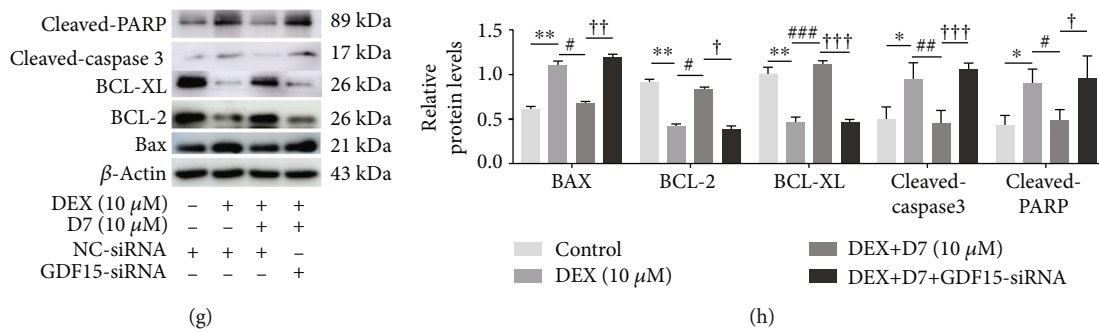 Cleaved-PARP 89 kDa
Cleaved-caspase 3 17 kDa
BCL-XL 26 kDa
BCL-2 26 kDa
Bax 21 kDa
β-Actin 43 kDa
DEX (10 μM) – + + +
D7 (10 μM) – – + +
NC-siRNA + + + –
GDF15-siRNA – – – +
(g)
Relative
protein levels
1.5
1.0
0.5
0.0
** # ††
** # †
** ### †††
* ## †††
* # †
BAX BCL-2 BCL-XL Cleaved-
caspase3 Cleaved-
PARP
Control
DEX (10 μM)
DEX+D7 (10 μM)
DEX+D7+GDF15-siRNA
(h)